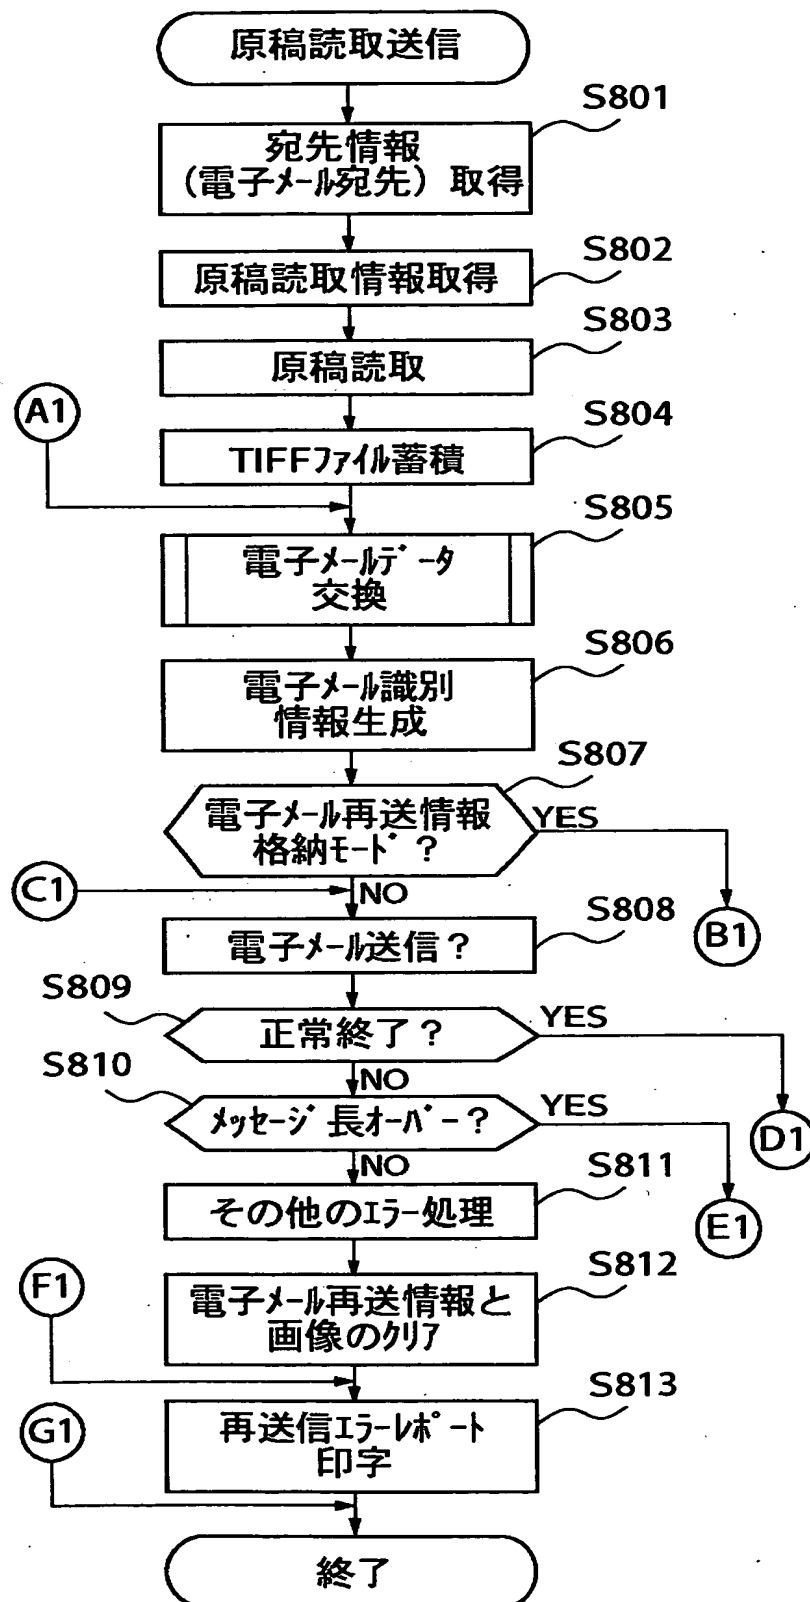 原稿読取送信
S801
宛先情報
(電子ﾒｰﾙ宛先) 取得
S802
原稿読取情報取得
S803
原稿読取
A1
S804
TIFFﾌｧｲﾙ蓄積
S805
電子ﾒｰﾙﾃﾞｰﾀ
交換
S806
電子ﾒｰﾙ識別
情報生成
S807
電子ﾒｰﾙ再送情報
格納ﾓｰﾄﾞ?
YES
C1
NO
B1
S808
電子ﾒｰﾙ送信?
S809
正常終了?
YES
NO
D1
S810
ﾒｯｾｰｼﾞ長ｵｰﾊﾞｰ?
YES
NO
E1
S811
その他のｴﾗｰ処理
S812
F1
電子ﾒｰﾙ再送情報と
画像のｸﾘｱ
S813
G1
再送信ｴﾗｰﾚﾎﾟｰﾄ
印字
終了